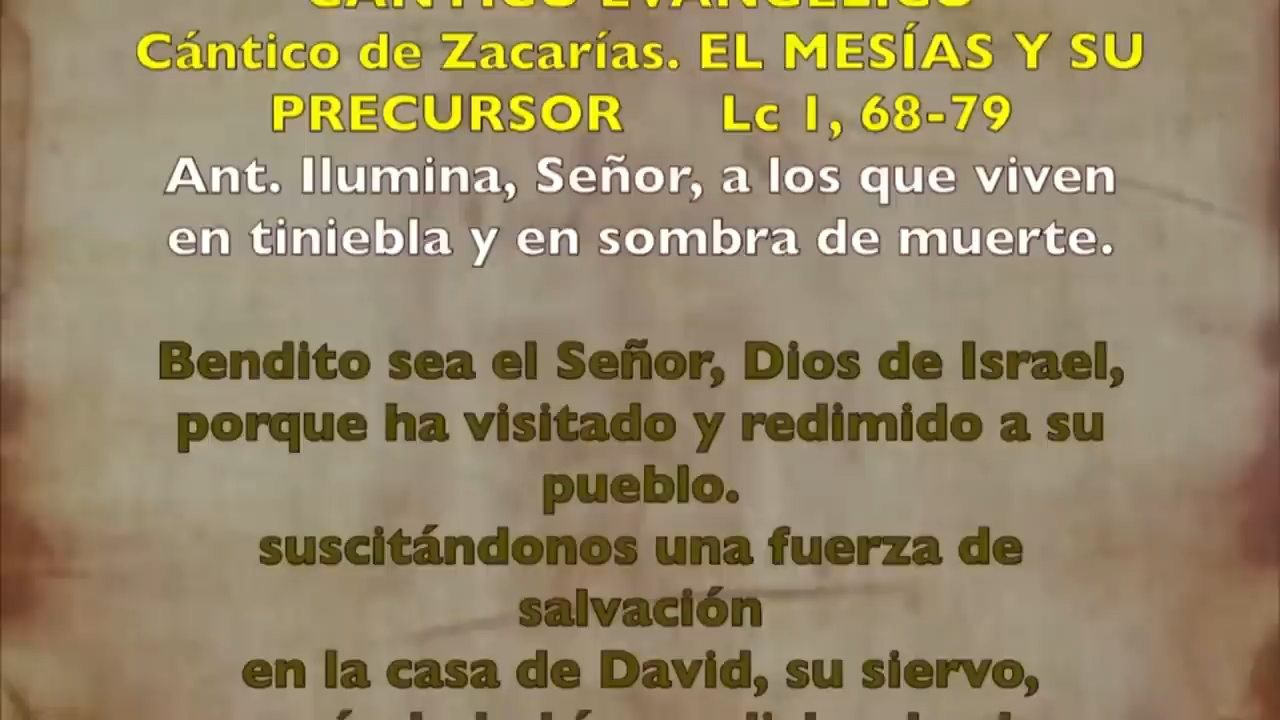 CÁNTICO EVANGÉLICO
Cántico de Zacarías. EL MESÍAS Y SU
PRECURSOR Lc 1, 68-79
Ant. Ilumina, Señor, a los que viven
en tiniebla y en sombra de muerte.
Bendito sea el Señor, Dios de Israel,
porque ha visitado y redimido a su
pueblo.
suscitándonos una fuerza de
salvación
en la casa de David, su siervo,